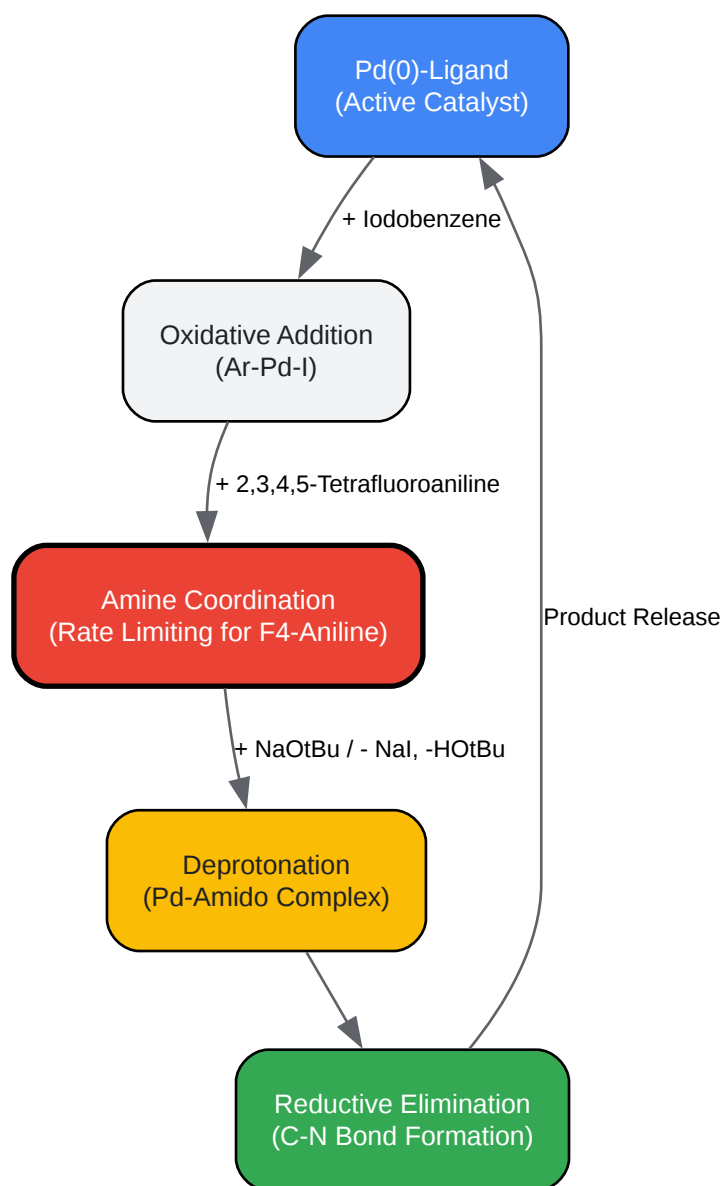 Pd(0)-Ligand
(Active Catalyst)
+ Iodobenzene
Oxidative Addition
(Ar-Pd-I)
+ 2,3,4,5-Tetrafluoroaniline
Amine Coordination
(Rate Limiting for F4-Aniline)
Product Release
+ NaOtBu / - NaI, -HOtBu
Deprotonation
(Pd-Amido Complex)
Reductive Elimination
(C-N Bond Formation)